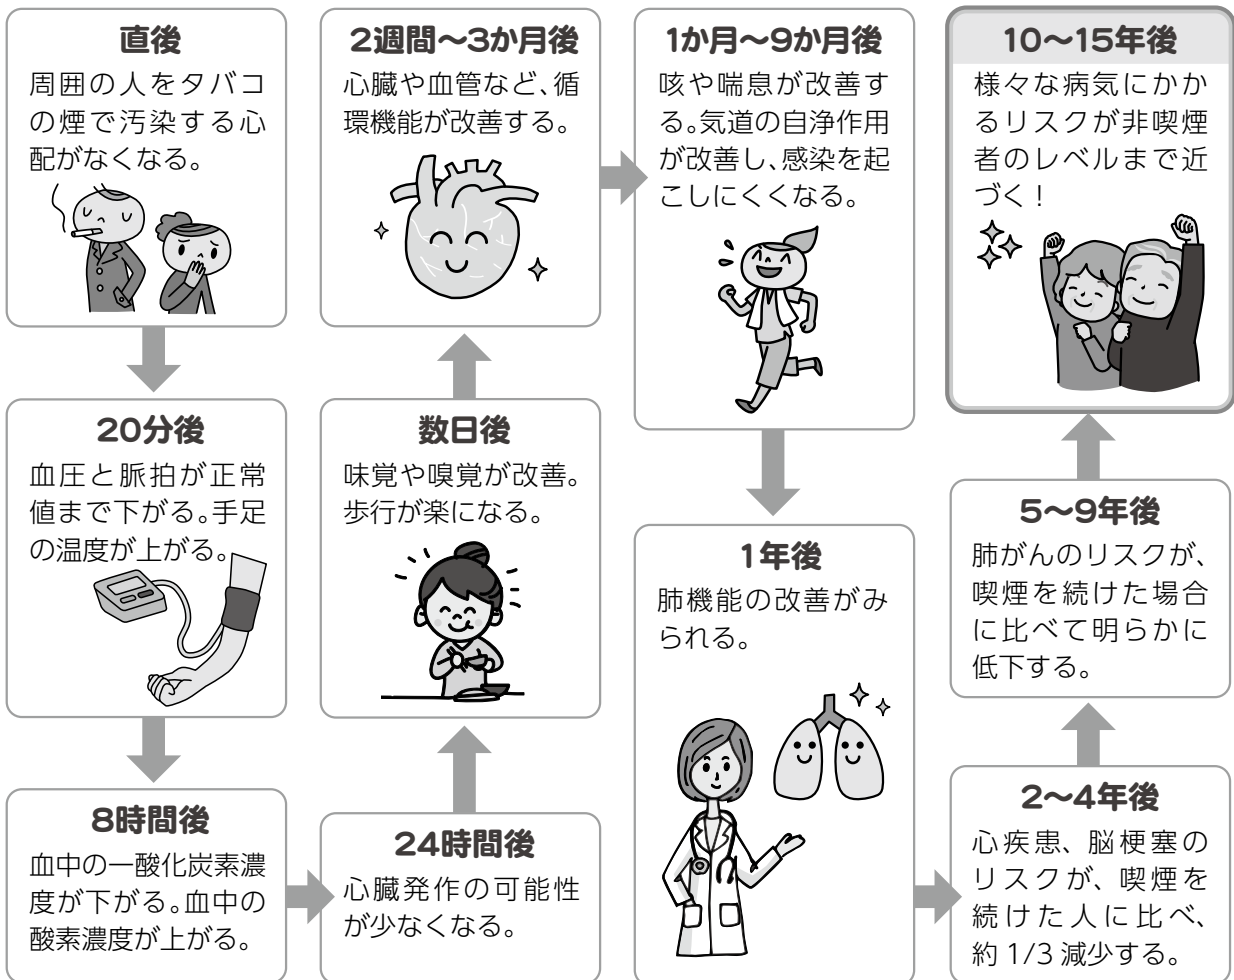 直後
周囲の人をタバコ
の煙で汚染する心
配がなくなる。
20分後
血圧と脈拍が正常
値まで下がる。手足
の温度が上がる。
8時間後
血中の一酸化炭素濃
度が下がる。血中の
酸素濃度が上がる。
24時間後
心臓発作の可能性
が少なくなる。
数日後
味覚や嗅覚が改善。
歩行が楽になる。
2週間〜3か月後
心臓や血管など、循
環機能が改善する。
1か月〜9か月後
咳や喘息が改善す
る。気道の自浄作用
が改善し、感染を起
こしにくくなる。
1年後
肺機能の改善がみ
られる。
2〜4年後
心疾患、脳梗塞の
リスクが、喫煙を
続けた人に比べ、
約1/3減少する。
5〜9年後
肺がんのリスクが、
喫煙を続けた場合
に比べて明らかに
低下する。
10〜15年後
様々な病気にかか
るリスクが非喫煙
者のレベルまで近
づく！